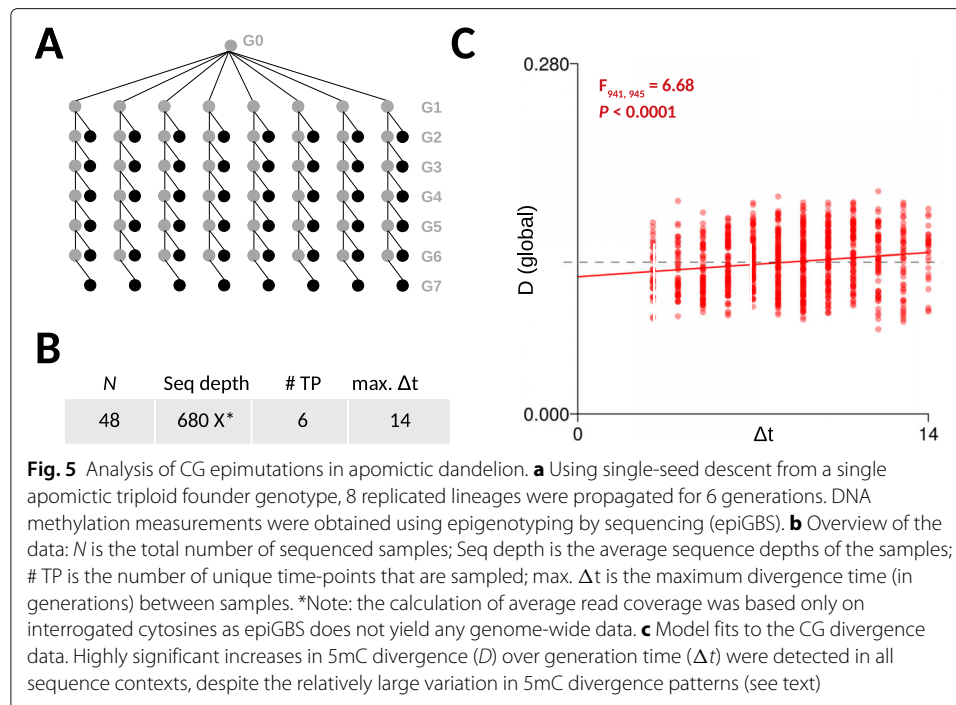 A
G0
G1
G2
G3
G4
G5
G6
G7
B
N Seq depth # TP max. Δt
48 680 X* 6 14
C
0.280
F941, 945 = 6.68
P < 0.0001
D (global)
0.000
0 Δt 14
Fig. 5 Analysis of CG epimutations in apomictic dandelion. a Using single-seed descent from a single
apomictic triploid founder genotype, 8 replicated lineages were propagated for 6 generations. DNA
methylation measurements were obtained using epigenotyping by sequencing (epiGBS). b Overview of the
data: N is the total number of sequenced samples; Seq depth is the average sequence depths of the samples;
# TP is the number of unique time-points that are sampled; max. Δt is the maximum divergence time (in
generations) between samples. *Note: the calculation of average read coverage was based only on
interrogated cytosines as epiGBS does not yield any genome-wide data. c Model fits to the CG divergence
data. Highly significant increases in 5mC divergence (D) over generation time (Δt) were detected in all
sequence contexts, despite the relatively large variation in 5mC divergence patterns (see text)